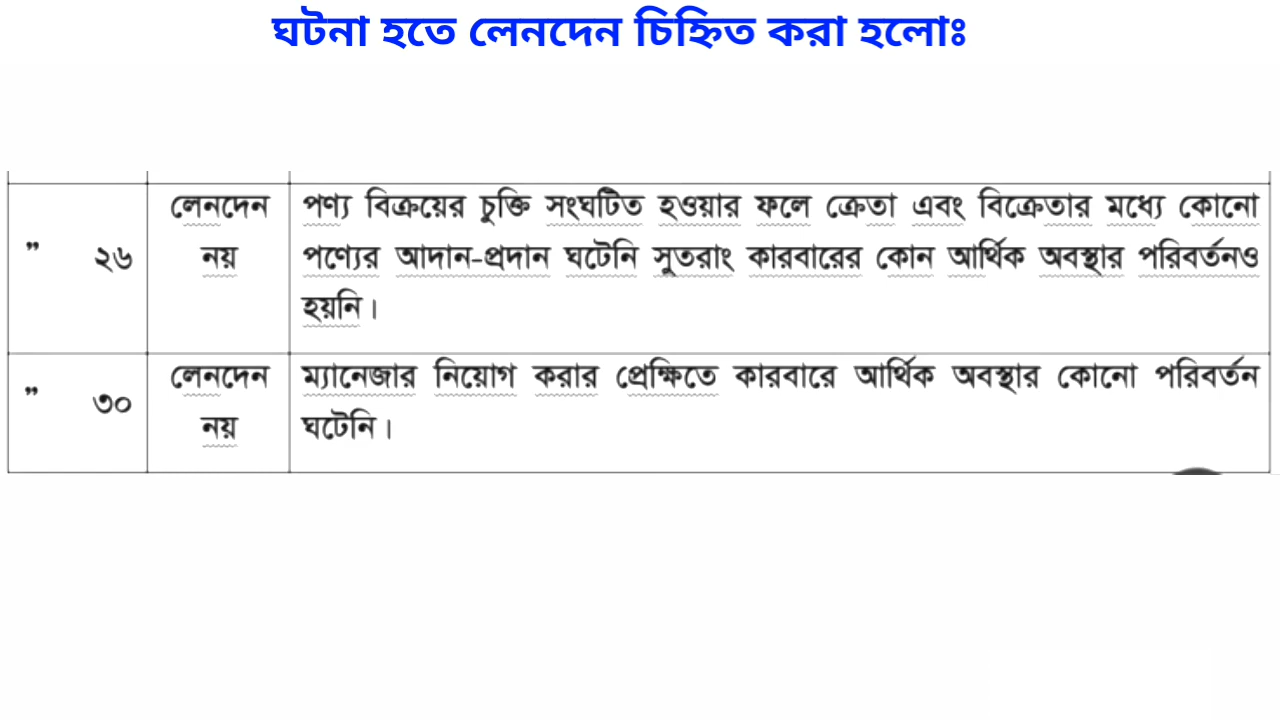 ঘটনা হতে লেনদেন চিহ্নিত করা হলোঃ
লেনদেন পণ্য বিক্রয়ের চুক্তি সংঘটিত হওয়ার ফলে ক্রেতা এবং বিক্রেতার মধ্যে কোনো
” ২৬ নয় পণ্যের আদান-প্রদান ঘটেনি সুতরাং কারবারের কোন আর্থিক অবস্থার পরিবর্তনও
হয়নি।
লেনদেন ম্যানেজার নিয়োগ করার প্রেক্ষিতে কারবারে আর্থিক অবস্থার কোনো পরিবর্তন
” ৩০ নয় ঘটেনি।